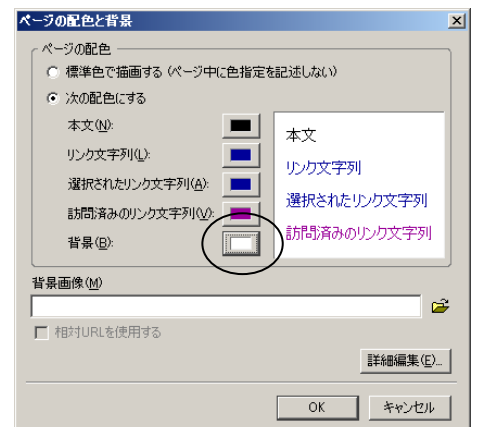 ページの配色と背景
ページの配色
標準色で描画する (ページ中に色指定を記述しない)
次の配色にする
本文(N):
リンク文字列(L):
選択されたリンク文字列(A):
訪問済みのリンク文字列(V):
背景(B):
本文
リンク文字列
選択されたリンク文字列
訪問済みのリンク文字列
背景画像(M)
相対URLを使用する
詳細編集(E)...
OK
キャンセル